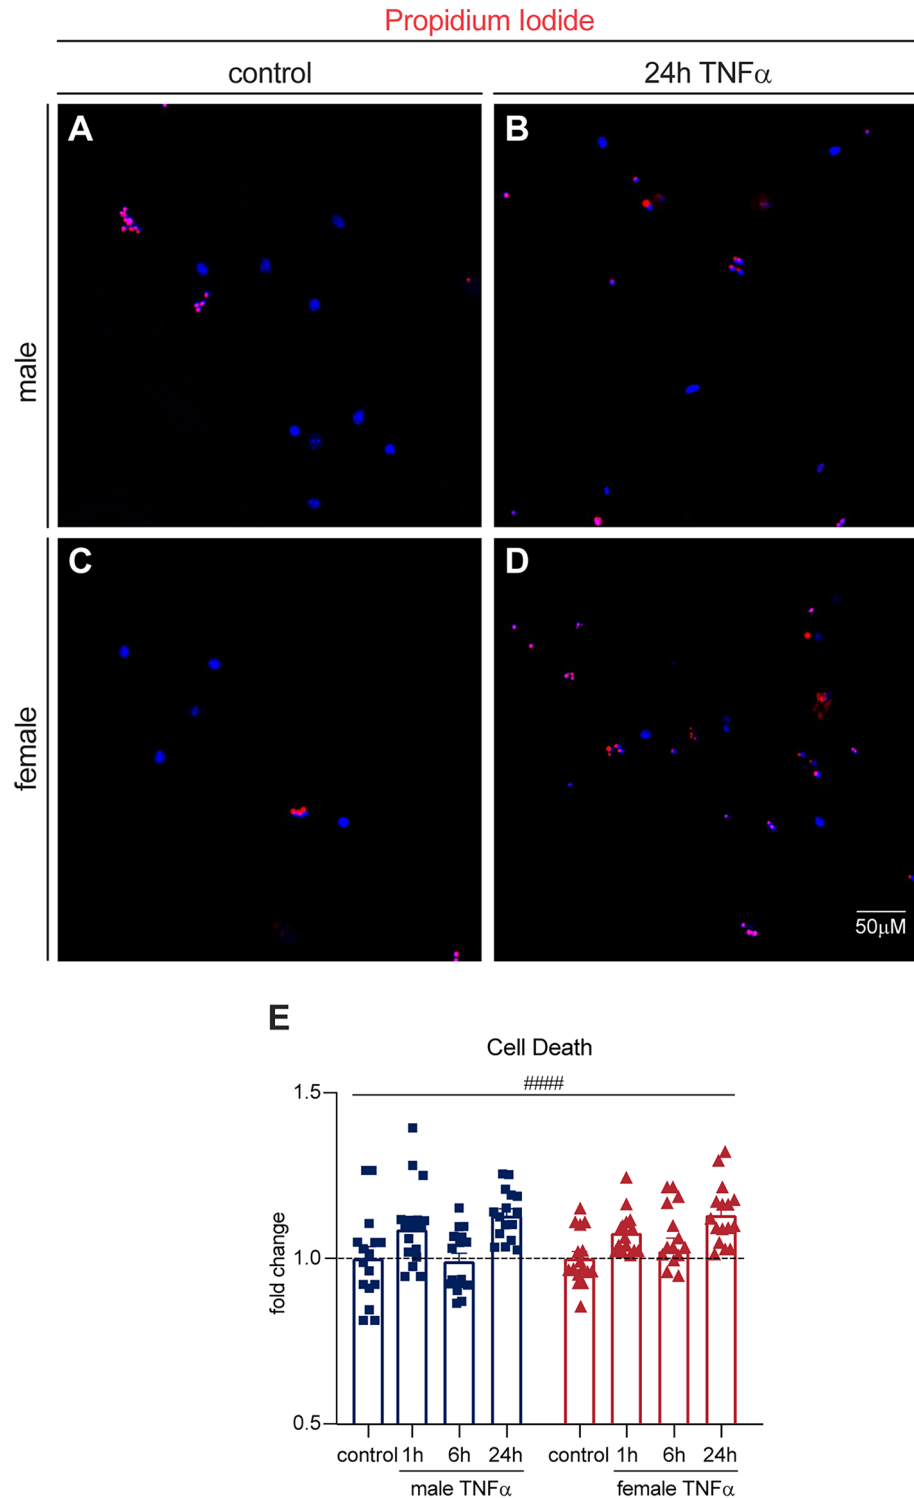 Propidium Iodide
control
24h TNFα
male
A
B
female
C
D
50μM
E
Cell Death
####
fold change
1.5
1.0
0.5
control 1h 6h 24h control 1h 6h 24h
male TNFα female TNFα